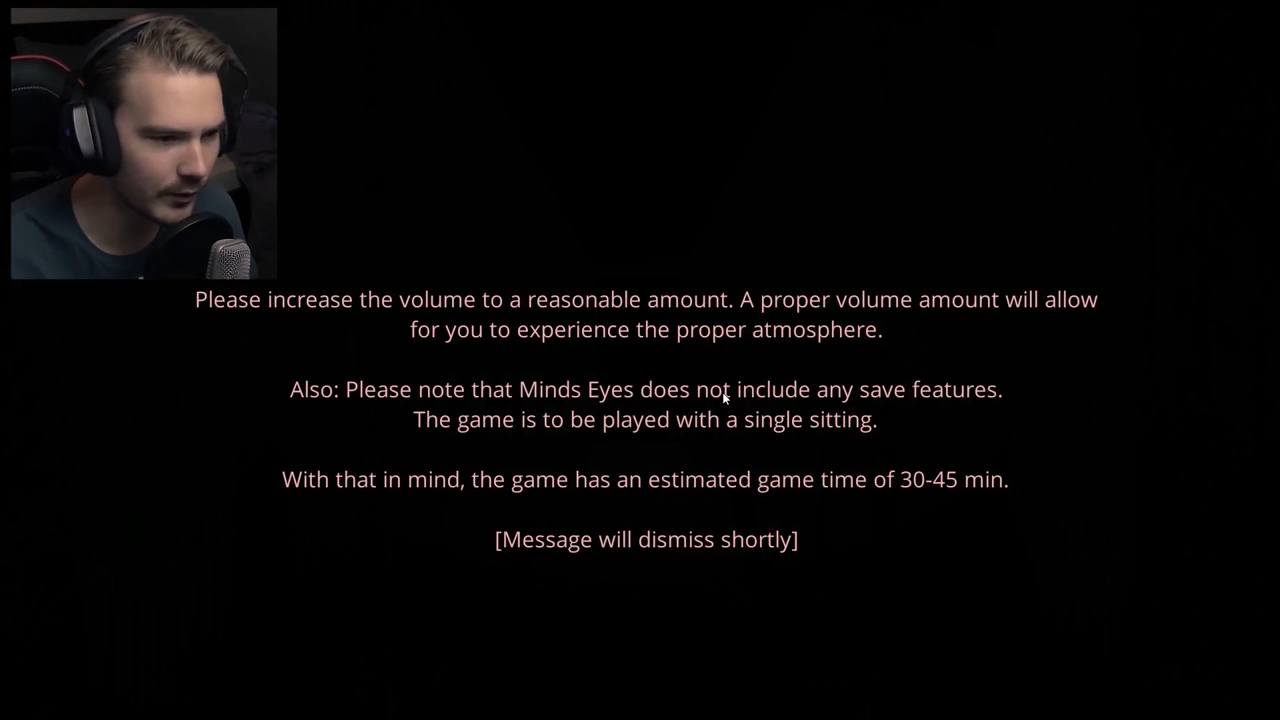 Please increase the volume to a reasonable amount. A proper volume amount will allow
for you to experience the proper atmosphere.
Also: Please note that Minds Eyes does not include any save features.
The game is to be played with a single sitting.
With that in mind, the game has an estimated game time of 30-45 min.
[Message will dismiss shortly]